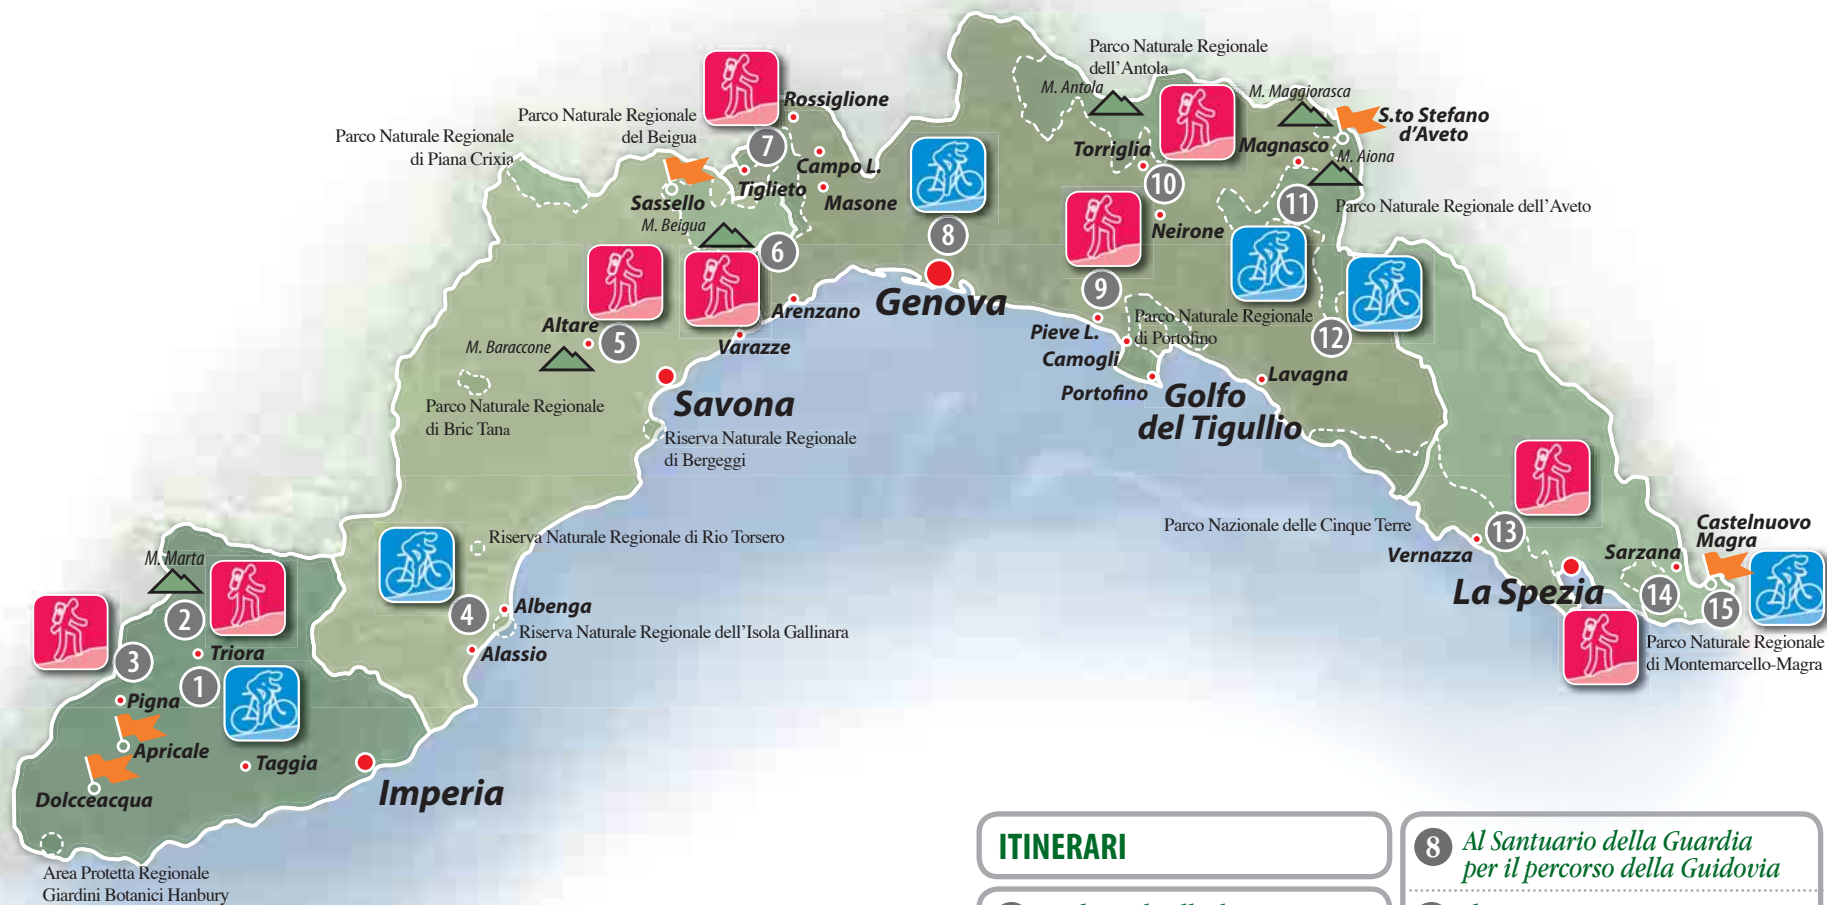 Parco Naturale Regionale
dell'Antola
M. Antola
M. Maggiorasca
S.to Stefano
d'Aveto
Rossiglione
Parco Naturale Regionale
del Beigua
Parco Naturale Regionale
di Piana Crixia
7
Campo L.
Torriglia
Magnasco
M. Aiona
Tiglieto
Sassello
Masone
10
11
Parco Naturale Regionale dell'Aveto
M. Beigua
6
8
Neirone
9
Arenzano
Genova
Altare
5
M. Baraccone
Varazze
Pieve L.
Parco Naturale Regionale
di Portofino
12
Camogli
Portofino
Lavagna
Golfo
del Tigullio
Savona
Parco Naturale Regionale
di Bric Tana
Riserva Naturale Regionale
di Bergeggi
Riserva Naturale Regionale di Rio Torsero
Parco Nazionale delle Cinque Terre
13
Vernazza
Castelnuovo
Magra
Sarzana
La Spezia
14
15
Parco Naturale Regionale
di Montemarcello-Magra
M. Marta
2
4
Albenga
Riserva Naturale Regionale dell'Isola Gallinara
Alassio
Triora
3
1
Pigna
Apricale
Taggia
Dolcceacqua
Imperia
Area Protetta Regionale
Giardini Botanici Hanbury
ITINERARI
8 Al Santuario della Guardia
per il percorso della Guidovia